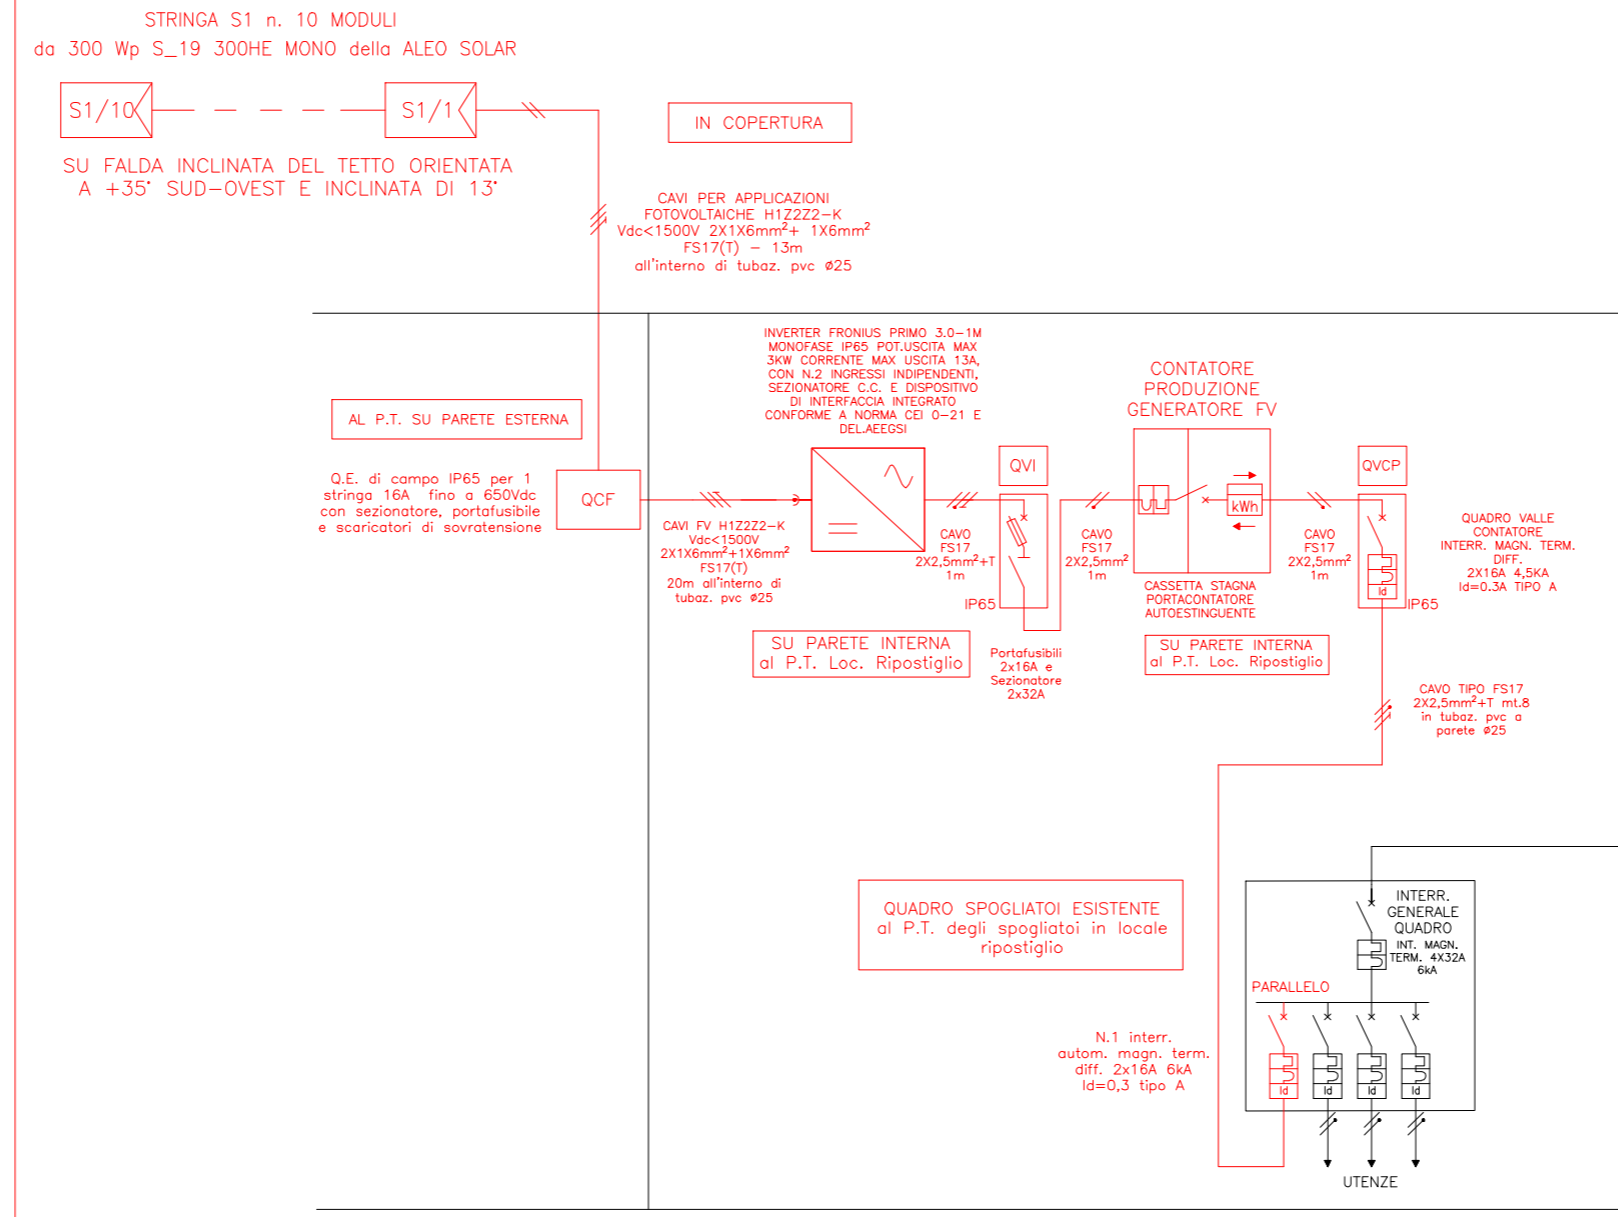 STRINGA S1 n. 10 MODULI
da 300 Wp S_19 300HE MONO della ALEO SOLAR
S1/10
S1/1
SU FALDA INCLINATA DEL TETTO ORIENTATA
A +35° SUD-OVEST E INCLINATA DI 13°
IN COPERTURA
CAVI PER APPLICAZIONI
FOTOVOLTAICHE H1Z2Z2-K
Vdc<1500V 2X1X6mm²+ 1X6mm²
FS17(T) - 13m
all'interno di tubaz. pvc ø25
AL P.T. SU PARETE ESTERNA
Q.E. di campo IP65 per 1
stringa 16A fino a 650Vdc
con sezionatore, portafusibile
e scaricatori di sovratensione
QCF
CAVI FV H1Z2Z2-K
Vdc<1500V
2X1X6mm²+1X6mm²
FS17(T)
20m all'interno di
tubaz. pvc ø25
INVERTER FRONIUS PRIMO 3.0-1M
MONOFASE IP65 POT.USCITA MAX
3KW CORRENTE MAX USCITA 13A,
CON N.2 INGRESSI INDIPENDENTI,
SEZIONATORE C.C. E DISPOSITIVO
DI INTERFACCIA INTEGRATO
CONFORME A NORMA CEI 0-21 E
DEL.AEEGSI
CAVO
FS17
2X2,5mm²+T
1m
SU PARETE INTERNA
al P.T. Loc. Ripostiglio
QVI
IP65
Portafusibili
2x16A e
Sezionatore
2x32A
CAVO
FS17
2X2,5mm²
1m
CONTATORE
PRODUZIONE
GENERATORE FV
kWh
CASSETTA STAGNA
PORTACONTATORE
AUTOESTINGUENTE
SU PARETE INTERNA
al P.T. Loc. Ripostiglio
CAVO
FS17
2X2,5mm²
1m
QVCP
Id
IP65
QUADRO VALLE
CONTATORE
INTERR. MAGN. TERM.
DIFF.
2X16A 4,5KA
Id=0.3A TIPO A
CAVO TIPO FS17
2X2,5mm²+T mt.8
in tubaz. pvc a
parete ø25
QUADRO SPOGLIATOI ESISTENTE
al P.T. degli spogliatoi in locale
ripostiglio
INTERR.
GENERALE
QUADRO
INT. MAGN.
TERM. 4X32A
6kA
PARALLELO
N.1 interr.
autom. magn. term.
diff. 2x16A 6kA
Id=0,3 tipo A
Id
Id
Id
Id
UTENZE